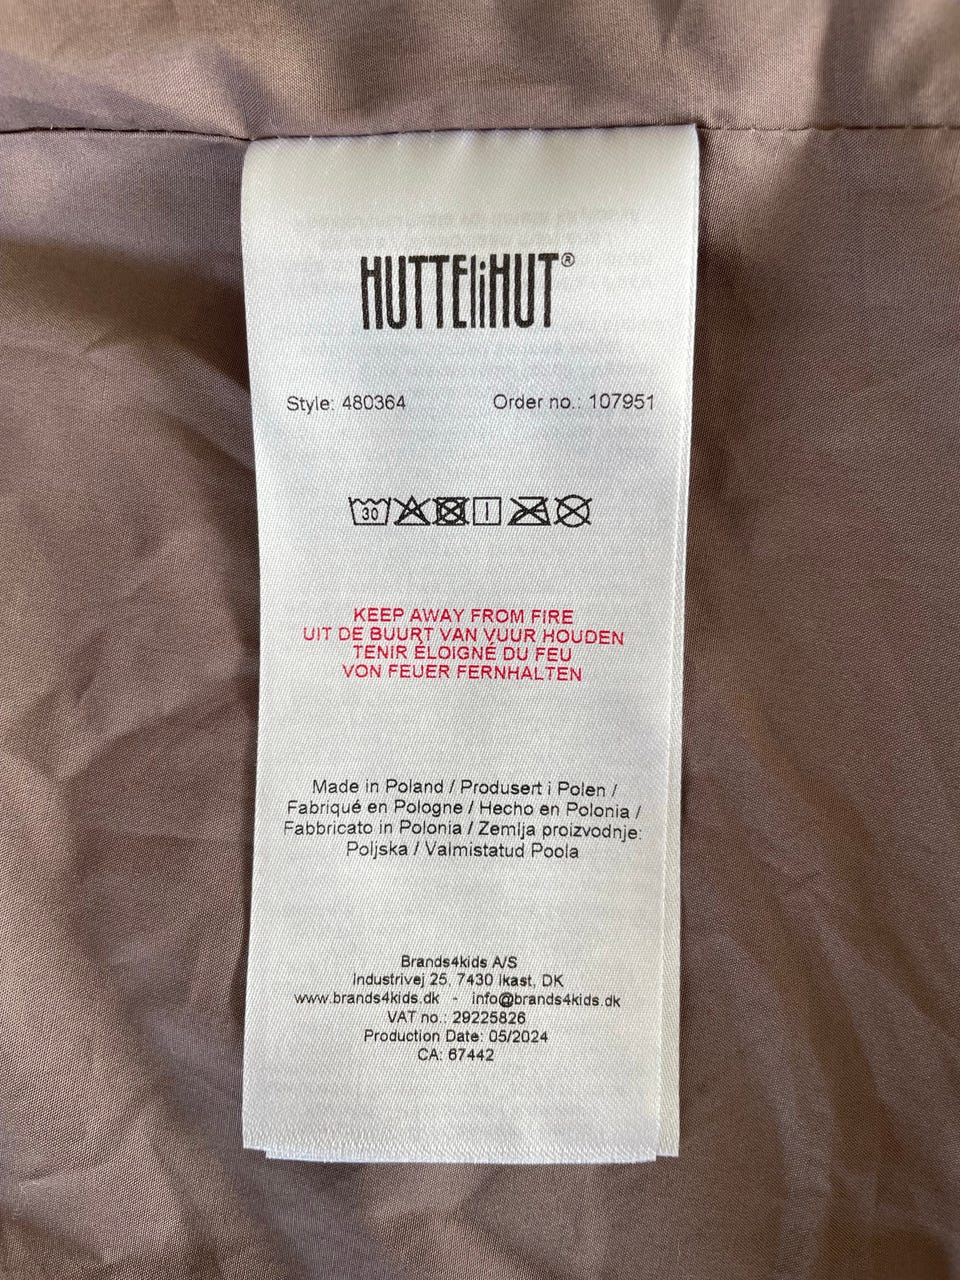 HUTTEliHUT®
Style: 480364 Order no.: 107951
30
KEEP AWAY FROM FIRE
UIT DE BUURT VAN VUUR HOUDEN
TENIR ÉLOIGNÉ DU FEU
VON FEUER FERNHALTEN
Made in Poland / Produsert i Polen /
Fabriqué en Pologne / Hecho en Polonia /
Fabbricato in Polonia / Zemlja proizvodnje:
Poljska / Valmistatud Poola
Brands4kids A/S
Industrivej 25, 7430 Ikast, DK
www.brands4kids.dk - info@brands4kids.dk
VAT no.: 29225826
Production Date: 05/2024
CA: 67442